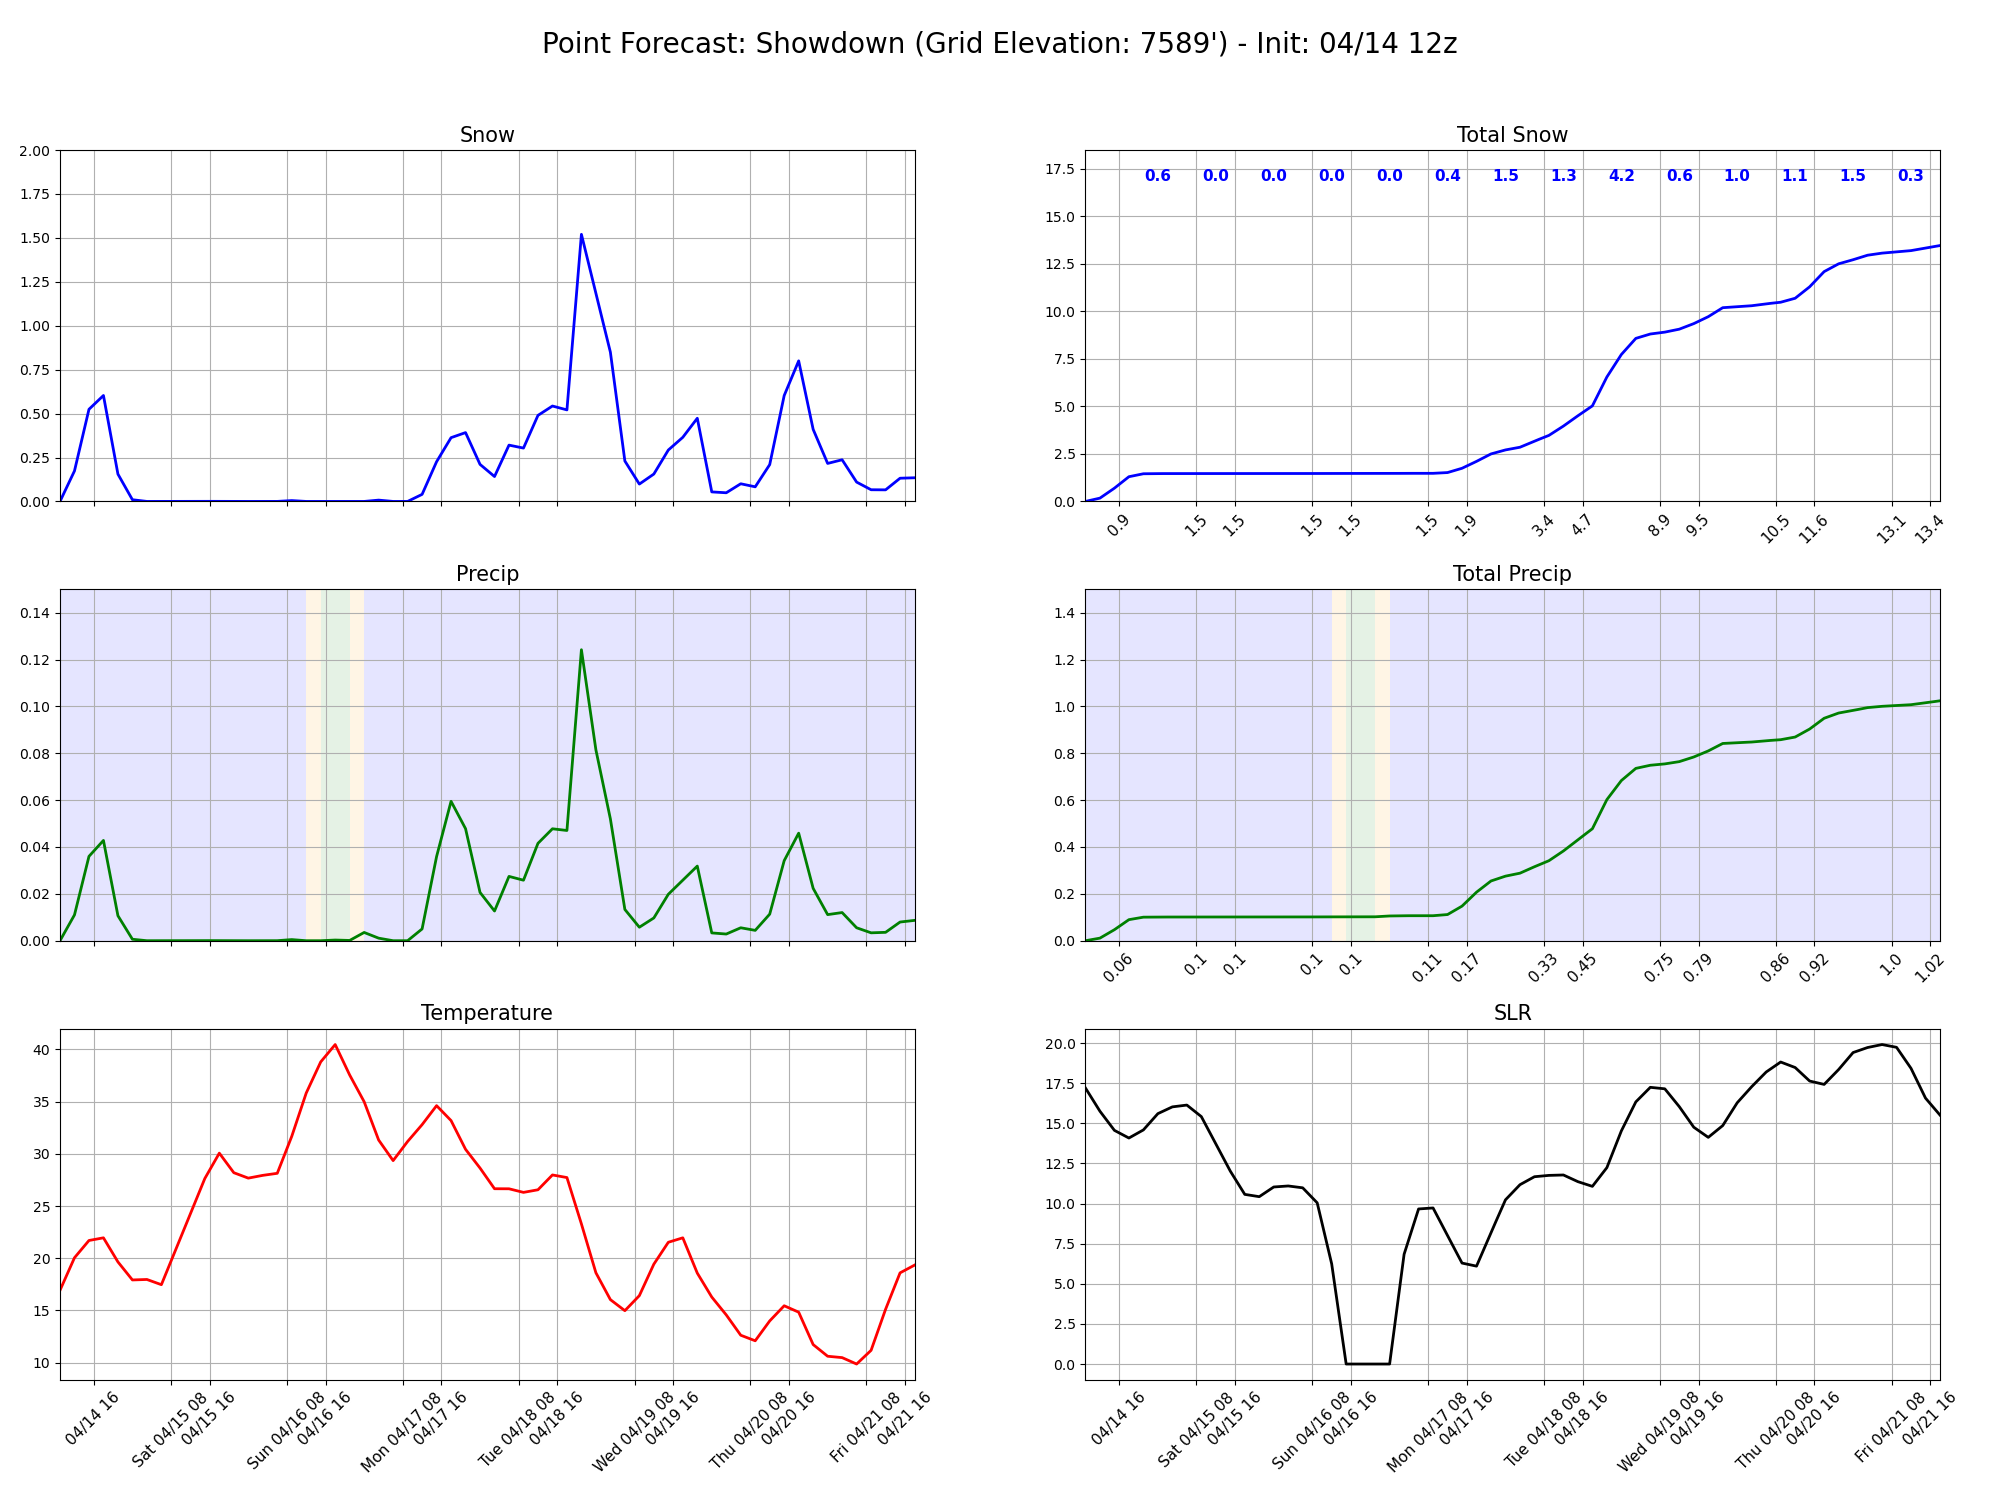 Point Forecast: Showdown (Grid Elevation: 7589') - Init: 04/14 12z
Snow
2.00
1.75
1.50
1.25
1.00
0.75
0.50
0.25
0.00
Total Snow
0.6 0.0 0.0 0.0 0.0 0.4 1.5 1.3 4.2 0.6 1.0 1.1 1.5 0.3
17.5
15.0
12.5
10.0
7.5
5.0
2.5
0.0
0.9 1.5 1.5 1.5 1.5 1.5 1.9 3.4 4.7 8.9 9.5 10.5 11.6 13.1 13.4
Precip
0.14
0.12
0.10
0.08
0.06
0.04
0.02
0.00
Total Precip
1.4
1.2
1.0
0.8
0.6
0.4
0.2
0.0
0.06 0.1 0.1 0.1 0.1 0.11 0.17 0.33 0.45 0.75 0.79 0.86 0.92 1.0 1.02
Temperature
40
35
30
25
20
15
10
04/14 16
Sat 04/15 08
04/15 16
Sun 04/16 08
04/16 16
Mon 04/17 08
04/17 16
Tue 04/18 08
04/18 16
Wed 04/19 08
04/19 16
Thu 04/20 08
04/20 16
Fri 04/21 08
04/21 16
SLR
20.0
17.5
15.0
12.5
10.0
7.5
5.0
2.5
0.0
04/14 16
Sat 04/15 08
04/15 16
Sun 04/16 08
04/16 16
Mon 04/17 08
04/17 16
Tue 04/18 08
04/18 16
Wed 04/19 08
04/19 16
Thu 04/20 08
04/20 16
Fri 04/21 08
04/21 16